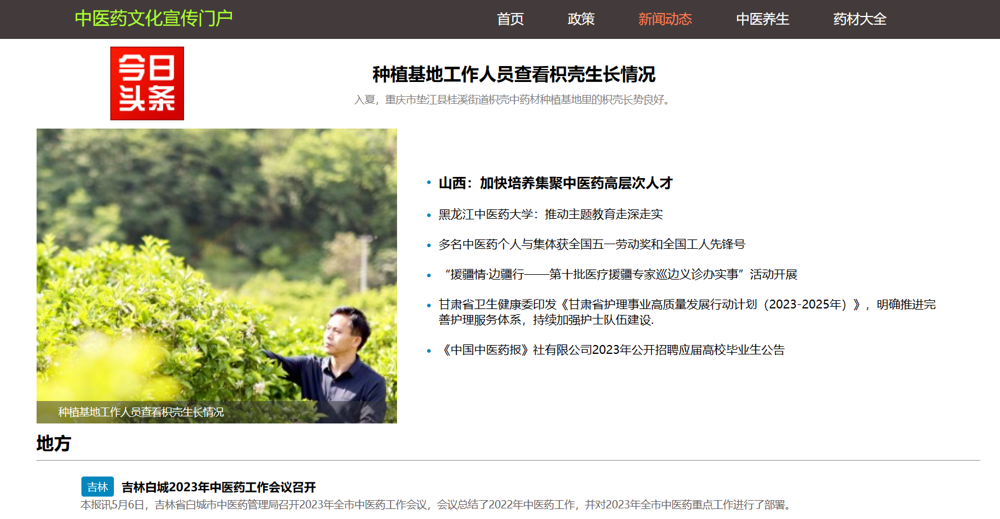 中医药文化宣传门户 首页 政策 新闻动态 中医养生 药材大全
今日
头条
种植基地工作人员查看枳壳生长情况
入夏，重庆市垫江县桂溪街道枳壳中药材种植基地里的枳壳长势良好。
山西：加快培养集聚中医药高层次人才
黑龙江中医药大学：推动主题教育走深走实
多名中医药个人与集体获全国五一劳动奖和全国工人先锋号
“援疆情·边疆行——第十批医疗援疆专家巡边义诊办实事”活动开展
甘肃省卫生健康委印发《甘肃省护理事业高质量发展行动计划（2023-2025年）》，明确推进完
善护理服务体系，持续加强护士队伍建设.
《中国中医药报》社有限公司2023年公开招聘应届高校毕业生公告
种植基地工作人员查看枳壳生长情况
地方
吉林 吉林白城2023年中医药工作会议召开
本报讯5月6日，吉林省白城市中医药管理局召开2023年全市中医药工作会议，会议总结了2022年中医药工作，并对2023年全市中医药重点工作进行了部署。